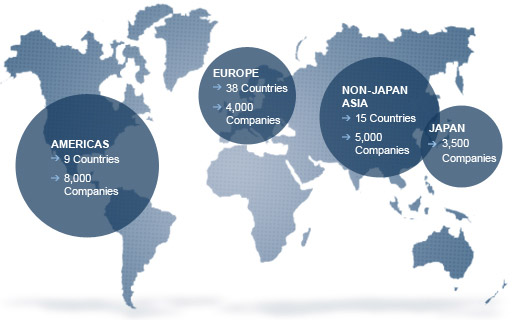 AMERICAS
→ 9 Countries
→ 8,000
Companies
EUROPE
→ 38 Countries
→ 4,000
Companies
NON-JAPAN
ASIA
→ 15 Countries
→ 5,000
Companies
JAPAN
→ 3,500
Companies